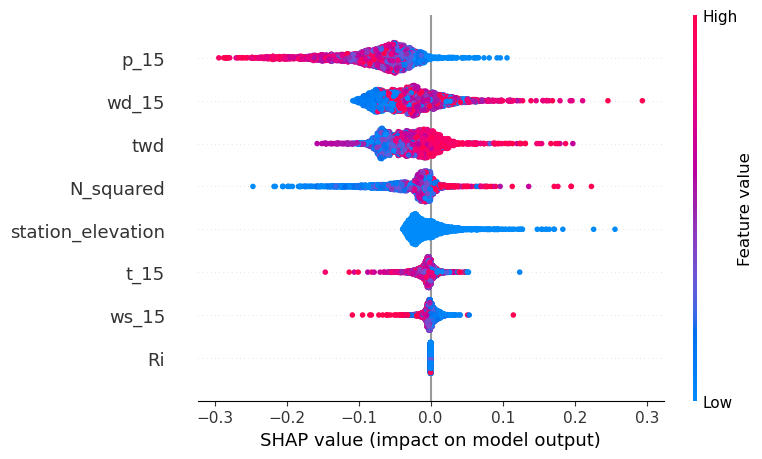 High
p_15
wd_15
twd
N_squared
station_elevation
t_15
ws_15
Ri
Low
Feature value
−0.3 −0.2 −0.1 0.0 0.1 0.2 0.3
SHAP value (impact on model output)